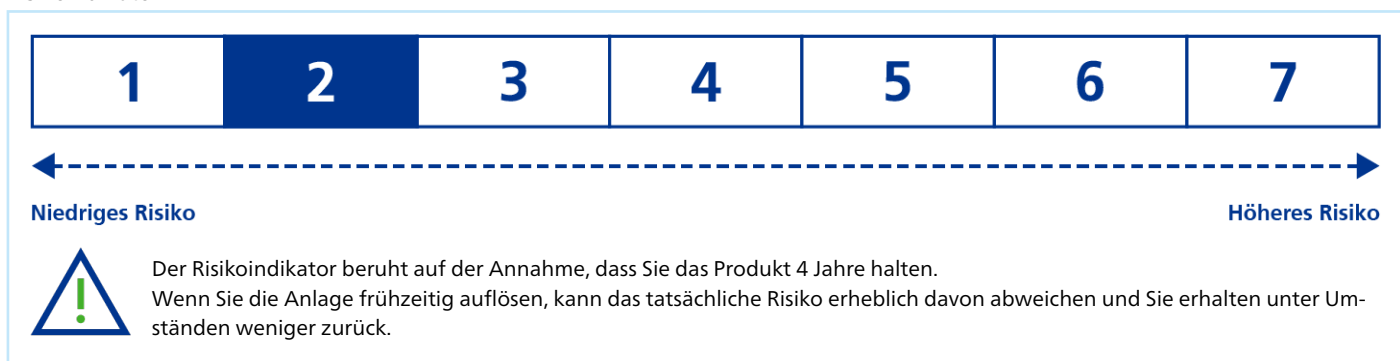 1 2 3 4 5 6 7
Niedriges Risiko Höheres Risiko
Der Risikoindikator beruht auf der Annahme, dass Sie das Produkt 4 Jahre halten.
Wenn Sie die Anlage frühzeitig auflösen, kann das tatsächliche Risiko erheblich davon abweichen und Sie erhalten unter Um-
ständen weniger zurück.